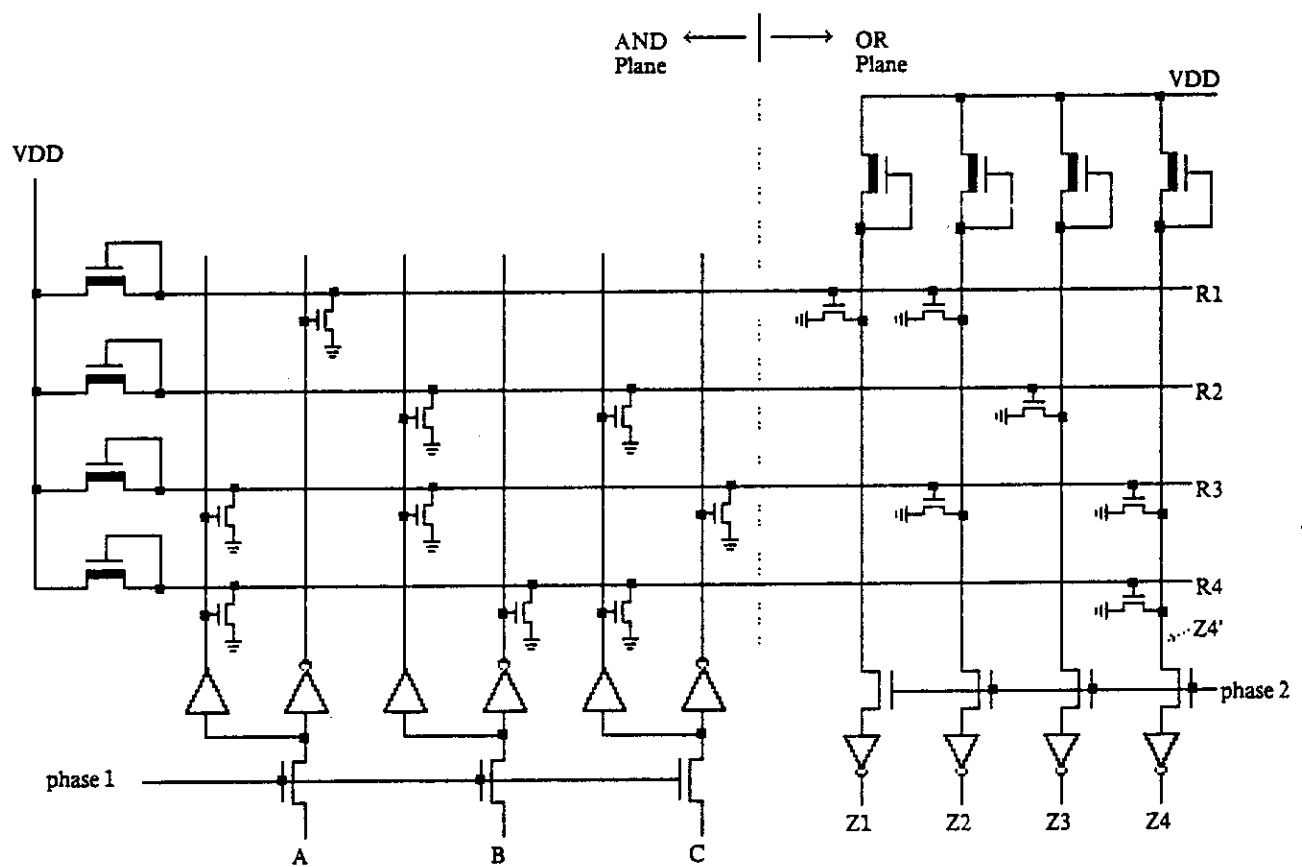 AND
Plane
OR
Plane
VDD
VDD
R1
R2
R3
R4
Z4'
phase 2
phase 1
Z1
Z2
Z3
Z4
A
B
C